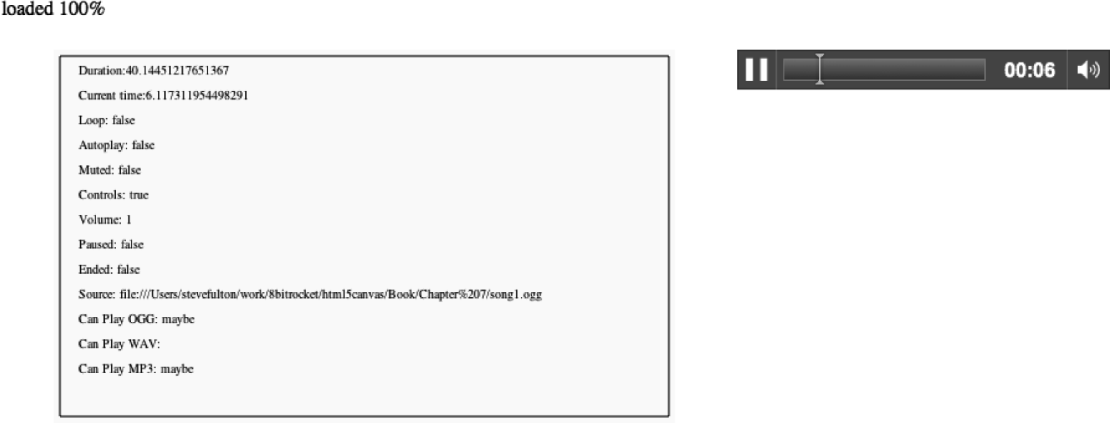 loaded 100%
Duration:40.14451217651367
Current time:6.117311954498291
Loop: false
Autoplay: false
Muted: false
Controls: true
Volume: 1
Paused: false
Ended: false
Source: file:///Users/stevefulton/work/8bitrocket/html5canvas/Book/Chapter%207/song1.ogg
Can Play OGG: maybe
Can Play WAV:
Can Play MP3: maybe
00:06